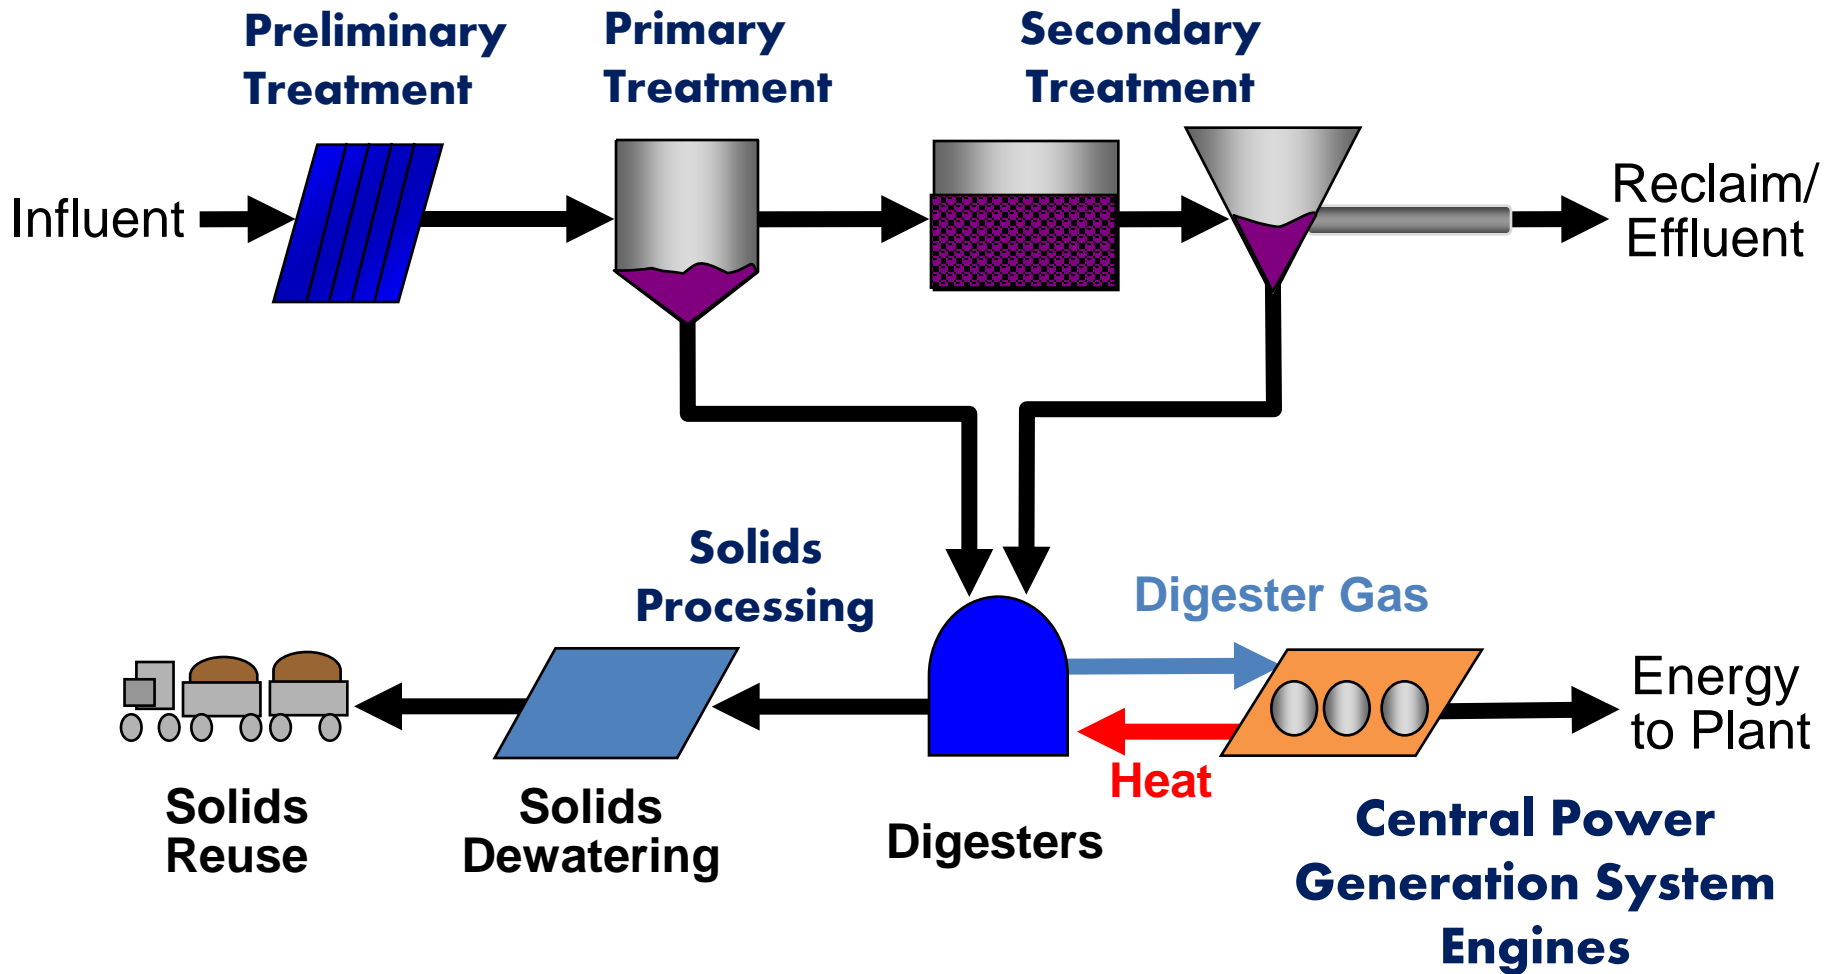 Preliminary
Treatment
Primary
Treatment
Secondary
Treatment
Influent
Reclaim/
Effluent
Solids
Processing
Digester Gas
Energy
to Plant
Heat
Solids
Reuse
Solids
Dewatering
Digesters
Central Power
Generation System
Engines